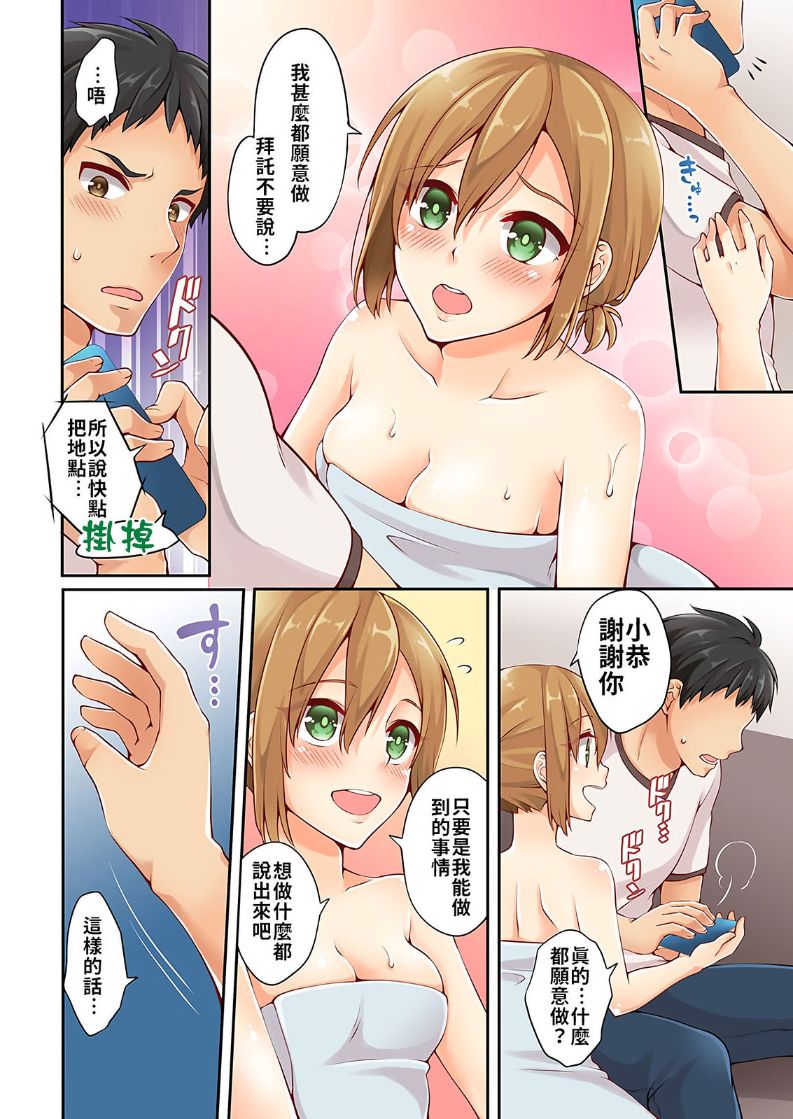 きゅ…っ
我甚麼都願意做
拜託不要說…
…唔
ドクン
所以說快點
把地點…
掛掉
小恭
謝謝你
ドク…
ドクン
真的…什麼
都願意做？
只要是我能做
到的事情
想做什麼都
說出來吧
す…
這樣的話…